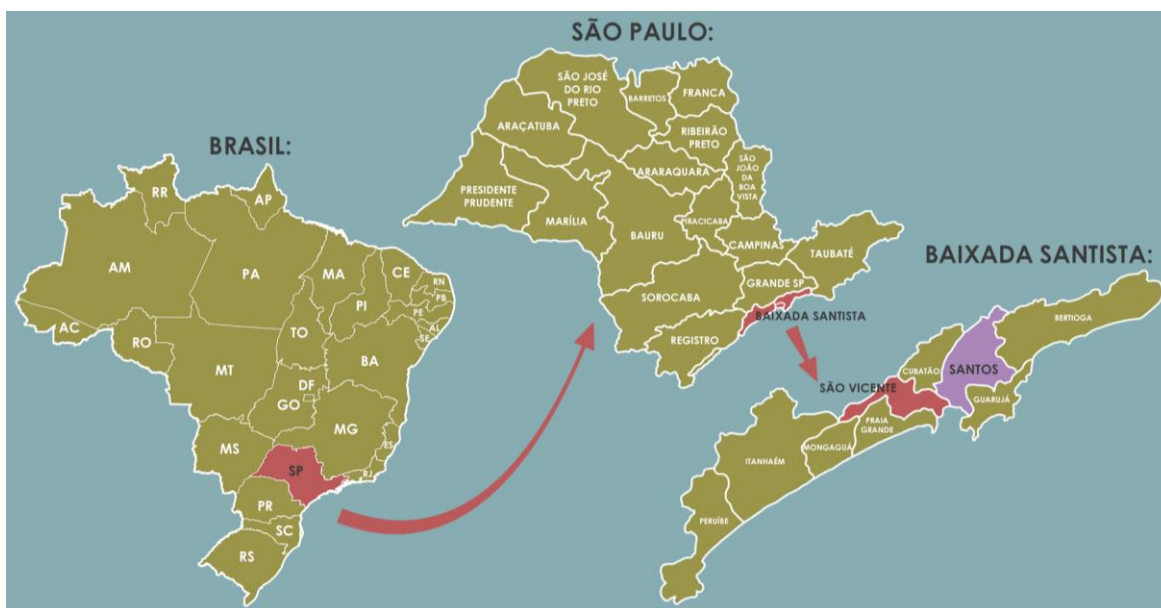 BRASIL:
RR
AP
AM
PA
MA
CE
RN
PB
PI
PE
AL
SE
AC
RO
TO
MT
BA
DF
GO
MG
ES
MS
SP
RJ
PR
SC
RS
SÃO PAULO:
SÃO JOSÉ
DO RIO
PRETO
BARRETOS
FRANCA
ARAÇATUBA
RIBEIRÃO
PRETO
ARARAQUARA
SÃO
JOÃO
DA
BOA
VISTA
PRESIDENTE
PRUDENTE
MARÍLIA
BAURU
PIRACICABA
CAMPINAS
TAUBATÉ
SOROCABA
GRANDE SP
BAIXADA SANTISTA
REGISTRO
BAIXADA SANTISTA:
BERTIOGA
CUBATÃO
SANTOS
SÃO VICENTE
GUARUJÁ
PRAIA
GRANDE
MONGAGUÁ
ITANHAÉM
PERUÍBE